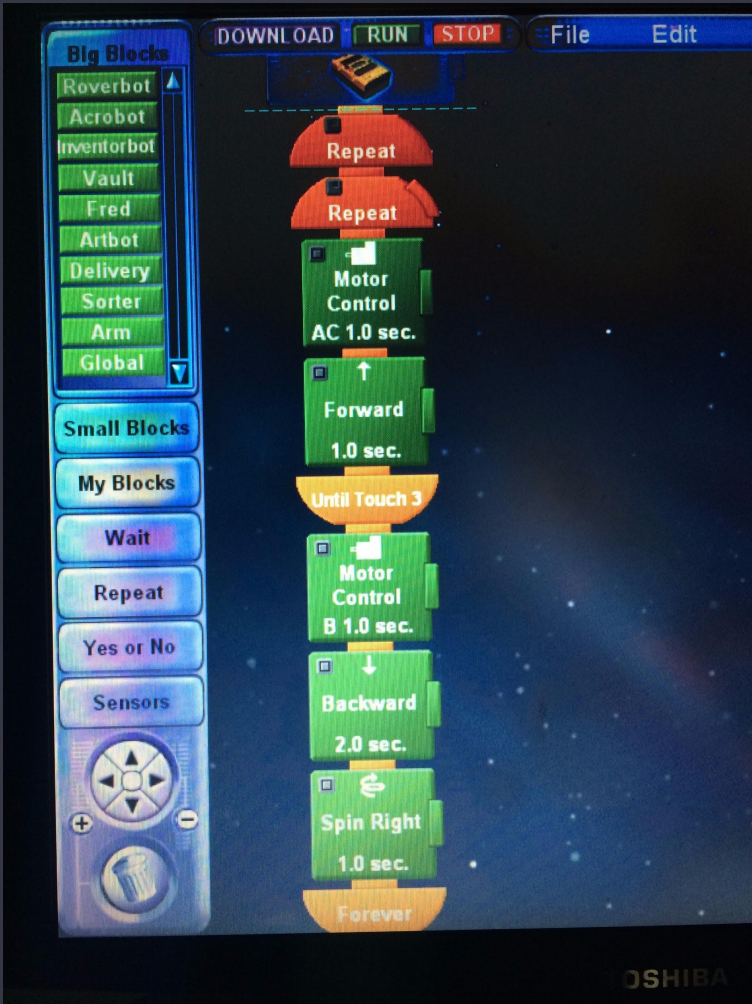 DOWNLOAD RUN STOP File Edit
Big Blocks
Roverbot
Acrobot
Inventorbot
Vault
Fred
Artbot
Delivery
Sorter
Arm
Global
Small Blocks
My Blocks
Wait
Repeat
Yes or No
Sensors
Repeat
Repeat
Motor
Control
AC 1.0 sec.
Forward
1.0 sec.
Until Touch 3
Motor
Control
B 1.0 sec.
Backward
2.0 sec.
Spin Right
1.0 sec.
Forever
TOSHIBA